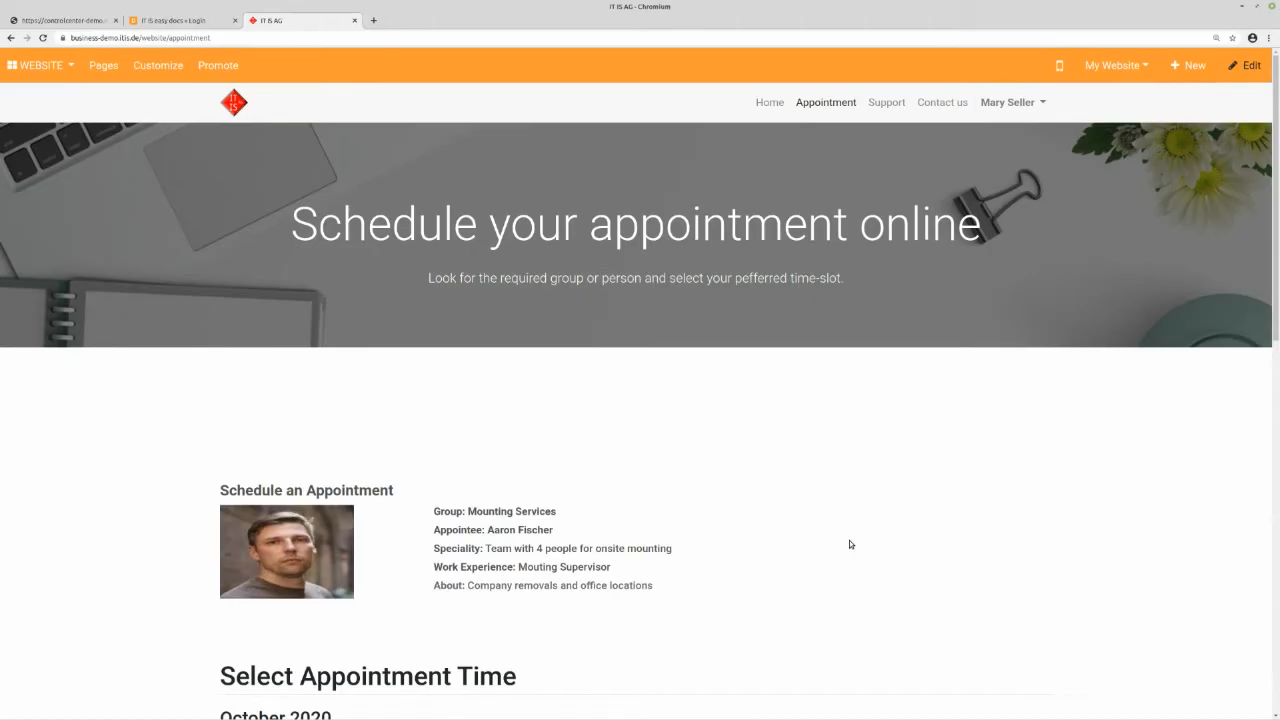 IT IS AG - Chromium
https://controlcenter-demo.
IT IS easy docs • Login
IT IS AG
business-demo.itis.de/website/appointment
WEBSITE Pages Customize Promote My Website New Edit
IT IS
Home Appointment Support Contact us Mary Seller
Schedule your appointment online
Look for the required group or person and select your pefferred time-slot.
Schedule an Appointment
Group: Mounting Services
Appointee: Aaron Fischer
Speciality: Team with 4 people for onsite mounting
Work Experience: Mouting Supervisor
About: Company removals and office locations
Select Appointment Time
October 2020